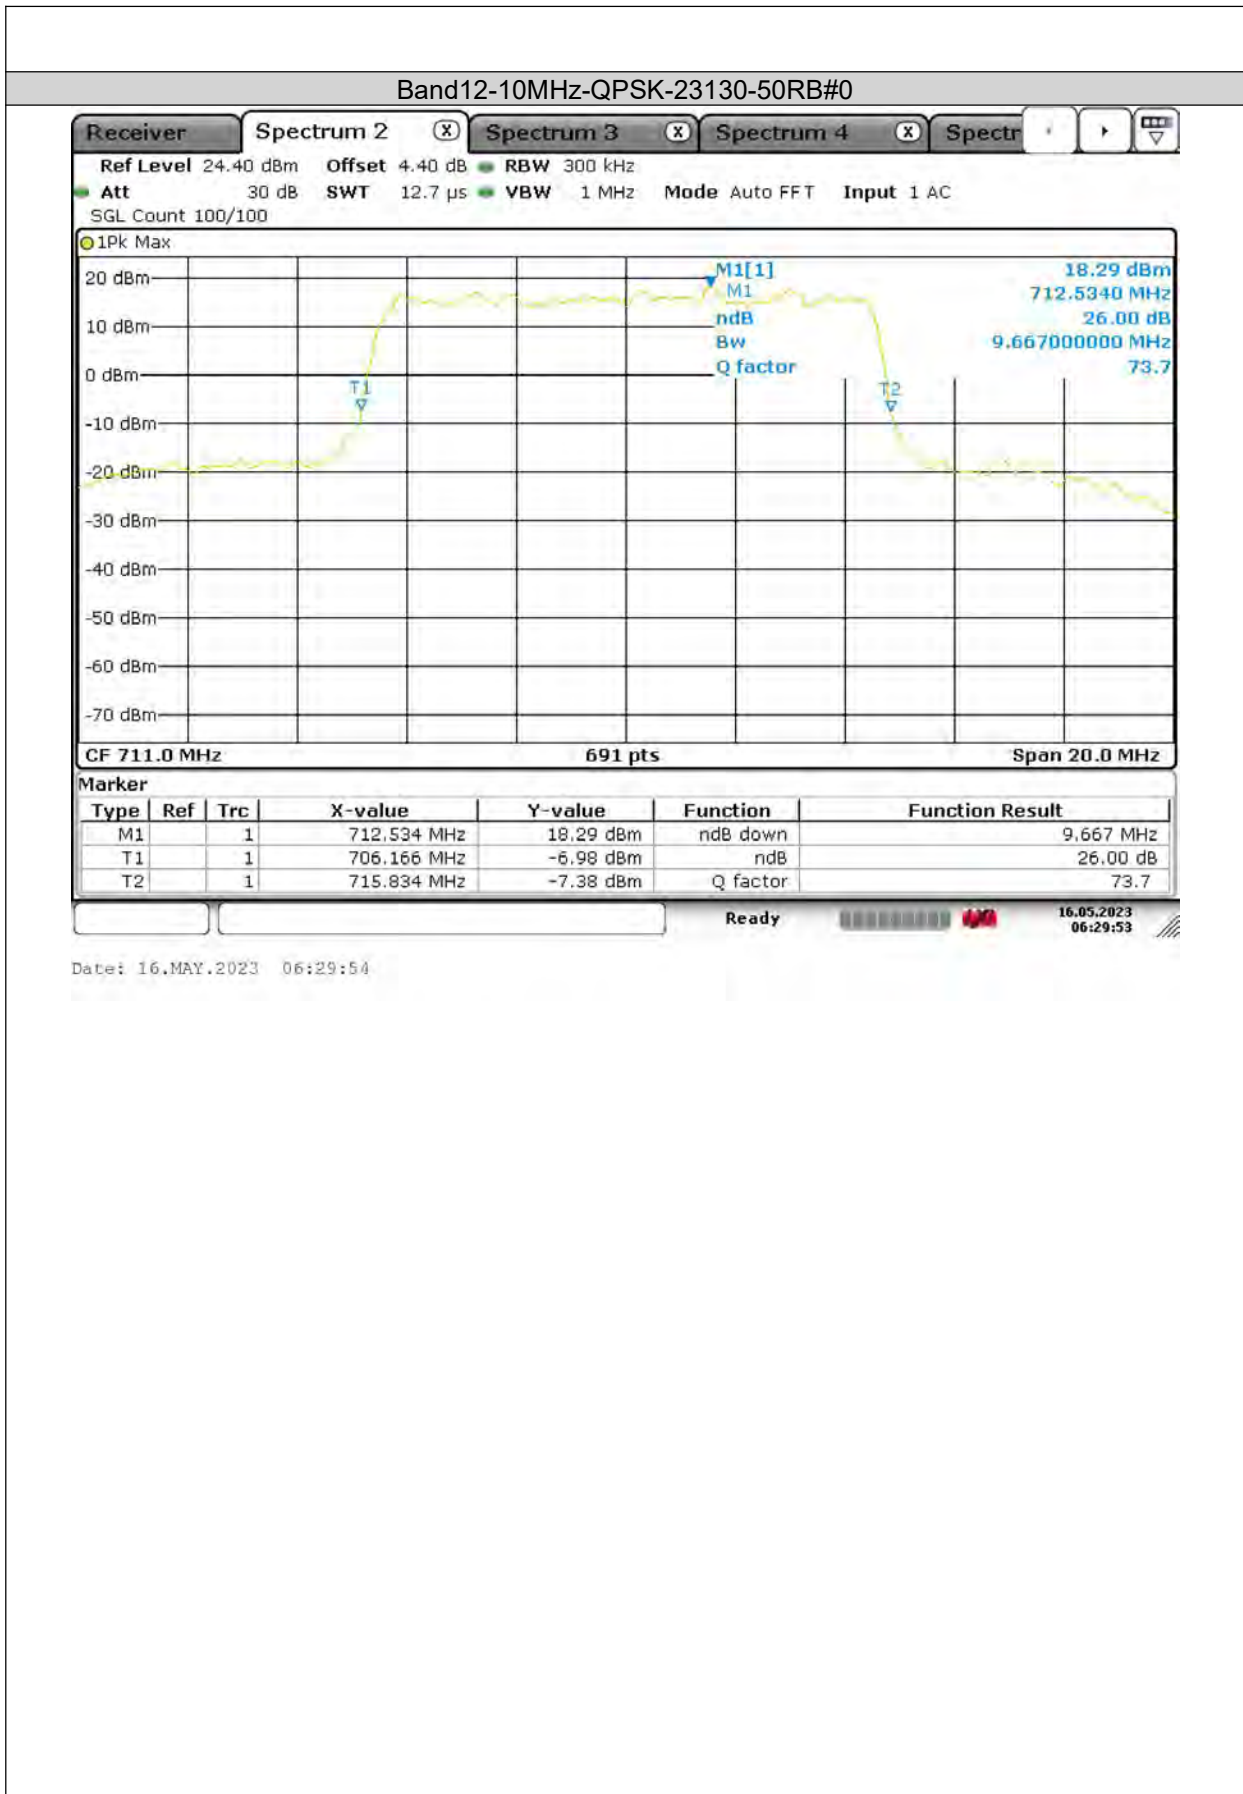 Band12-10MHz-QPSK-23130-50RB#0
Receiver Spectrum 2 X Spectrum 3 X Spectrum 4 X Spectr
Ref Level 24.40 dBm Offset 4.40 dB RBW 300 kHz
Att 30 dB SWT 12.7 µs VBW 1 MHz Mode Auto FFT Input 1 AC
SGL Count 100/100
1Pk Max
M1[1] 18.29 dBm
20 dBm
M1 712.5340 MHz
ndB 26.00 dB
10 dBm
Bw 9.667000000 MHz
Q factor 73.7
0 dBm
T1 T2
-10 dBm
-20 dBm
-30 dBm
-40 dBm
-50 dBm
-60 dBm
-70 dBm
CF 711.0 MHz 691 pts Span 20.0 MHz
Marker
Type Ref Trc X-value Y-value Function Function Result
M1 1 712.534 MHz 18.29 dBm ndB down 9.667 MHz
T1 1 706.166 MHz -6.98 dBm ndB 26.00 dB
T2 1 715.834 MHz -7.38 dBm Q factor 73.7
Ready 16.05.2023
06:29:53
Date: 16.MAY.2023 06:29:54